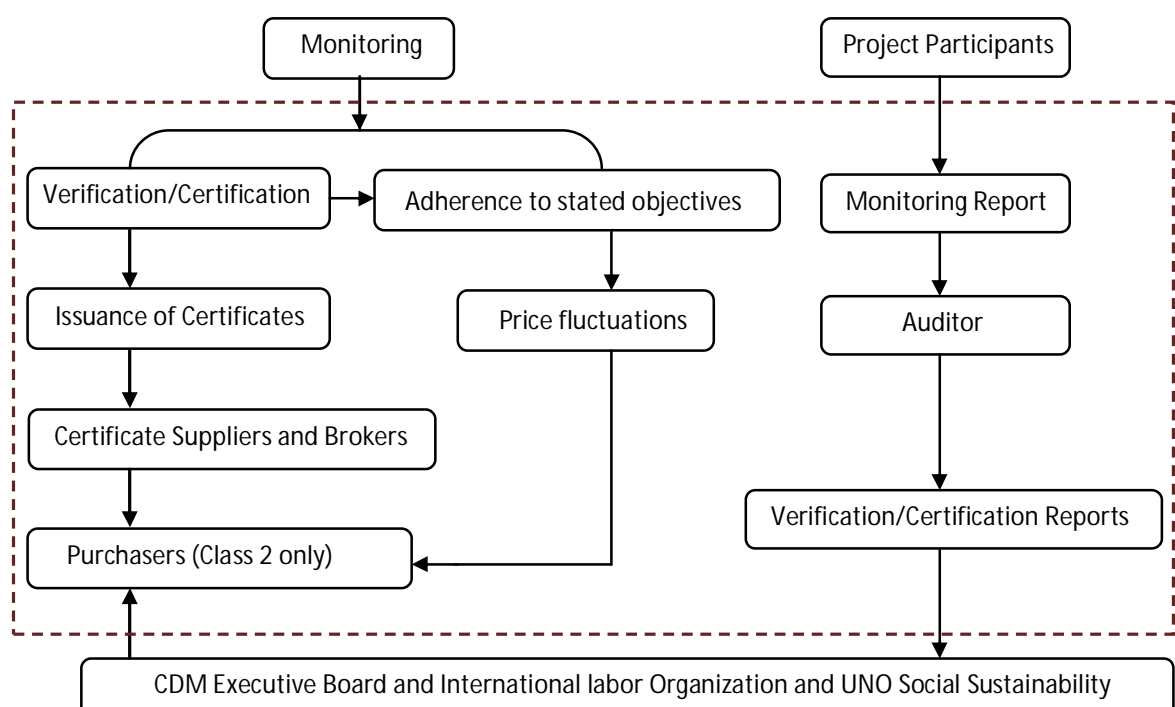 Monitoring
Project Participants
Verification/Certification
Adherence to stated objectives
Monitoring Report
Issuance of Certificates
Price fluctuations
Auditor
Certificate Suppliers and Brokers
Verification/Certification Reports
Purchasers (Class 2 only)
CDM Executive Board and International labor Organization and UNO Social Sustainability